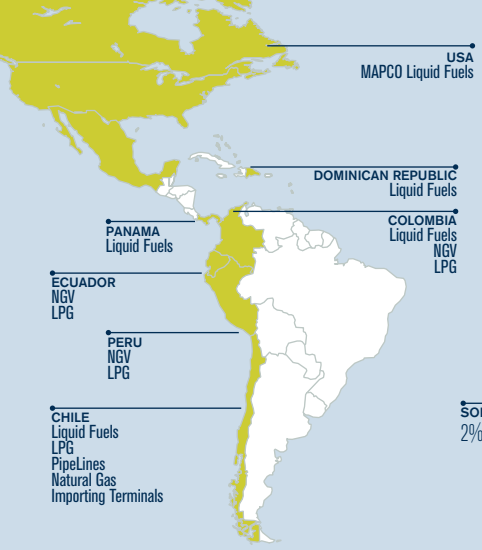 USA
MAPCO Liquid Fuels
DOMINICAN REPUBLIC
Liquid Fuels
COLOMBIA
Liquid Fuels
NGV
LPG
PANAMA
Liquid Fuels
ECUADOR
NGV
LPG
PERU
NGV
LPG
CHILE
Liquid Fuels
LPG
PipeLines
Natural Gas
Importing Terminals
2%